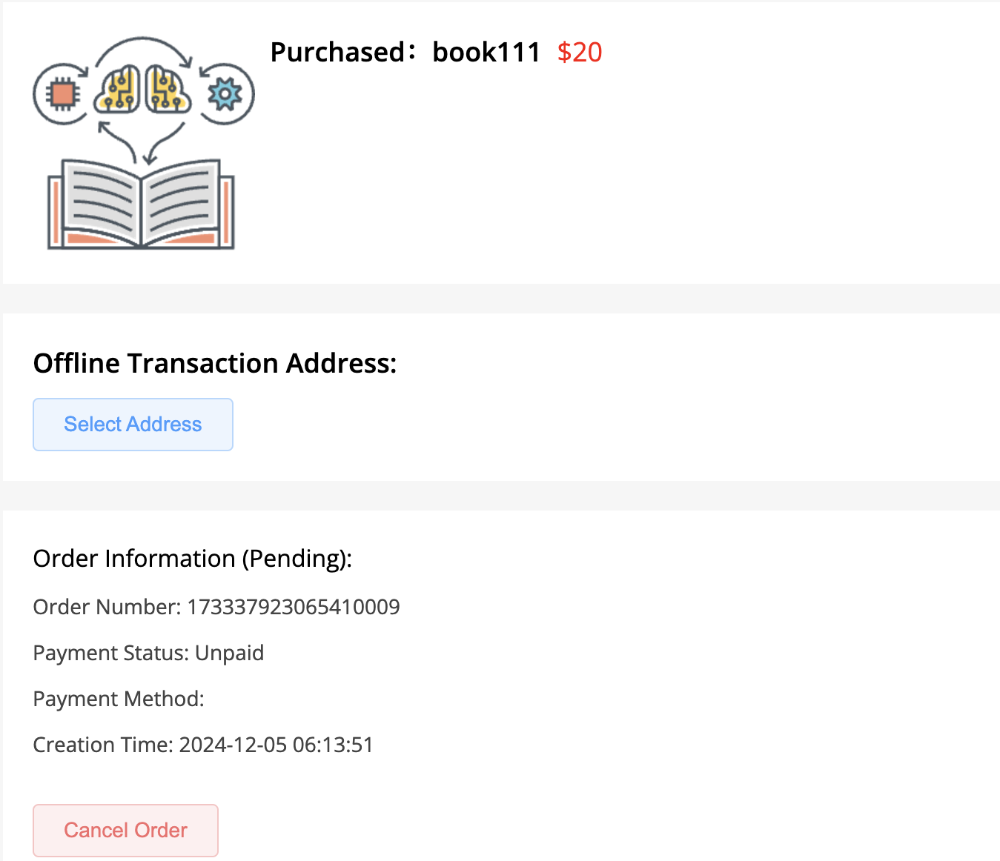 Purchased：book111 $20
Offline Transaction Address:
Select Address
Order Information (Pending):
Order Number: 173337923065410009
Payment Status: Unpaid
Payment Method:
Creation Time: 2024-12-05 06:13:51
Cancel Order